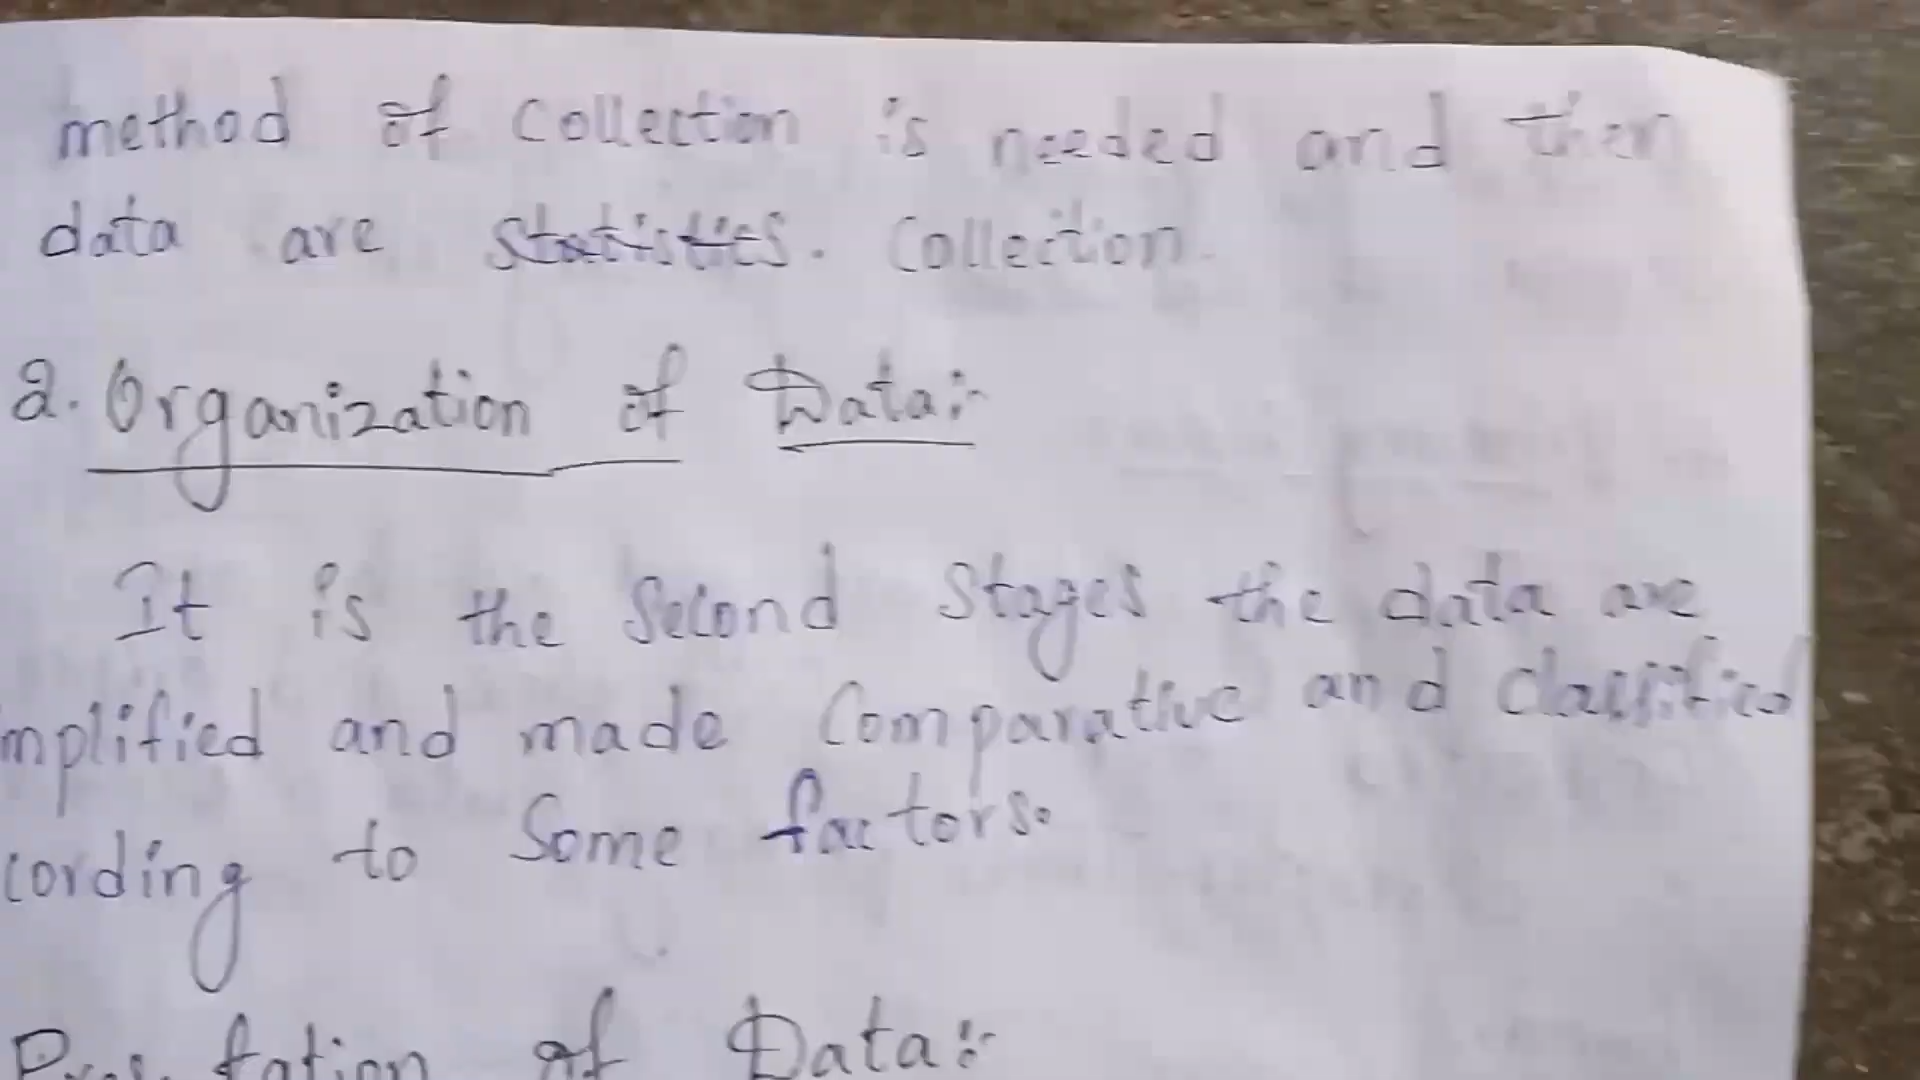 method of collection is needed and then
data are statistics. Collection
2. Organization of Data:-
It is the Second Stages the data are
mplified and made Comparative and Classified
cording to Some factors.
of Data:-